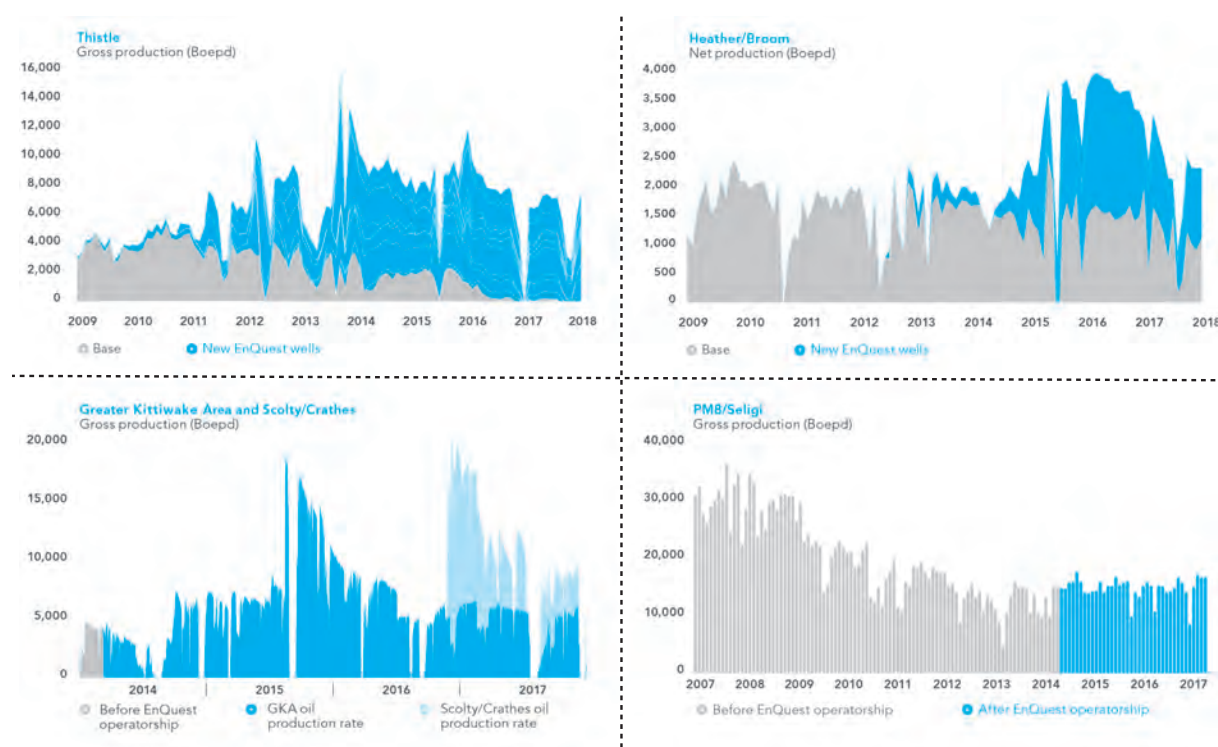 Thistle
Gross production (Boepd)
16,000
14,000
12,000
10,000
8,000
6,000
4,000
2,000
0
2009 2010 2011 2012 2013 2014 2015 2016 2017 2018
Base New EnQuest wells
Heather/Broom
Net production (Boepd)
4,000
3,500
3,000
2,500
2,000
1,500
1,000
500
0
2009 2010 2011 2012 2013 2014 2015 2016 2017 2018
Base New EnQuest wells
Greater Kittiwake Area and Scolty/Crathes
Gross production (Boepd)
20,000
15,000
10,000
5,000
0
2014 2015 2016 2017
Before EnQuest operatorship
GKA oil production rate
Scolty/Crathes oil production rate
PM8/Seligi
Gross production (Boepd)
40,000
30,000
20,000
10,000
0
2007 2008 2009 2010 2011 2012 2013 2014 2015 2016 2017
Before EnQuest operatorship After EnQuest operatorship